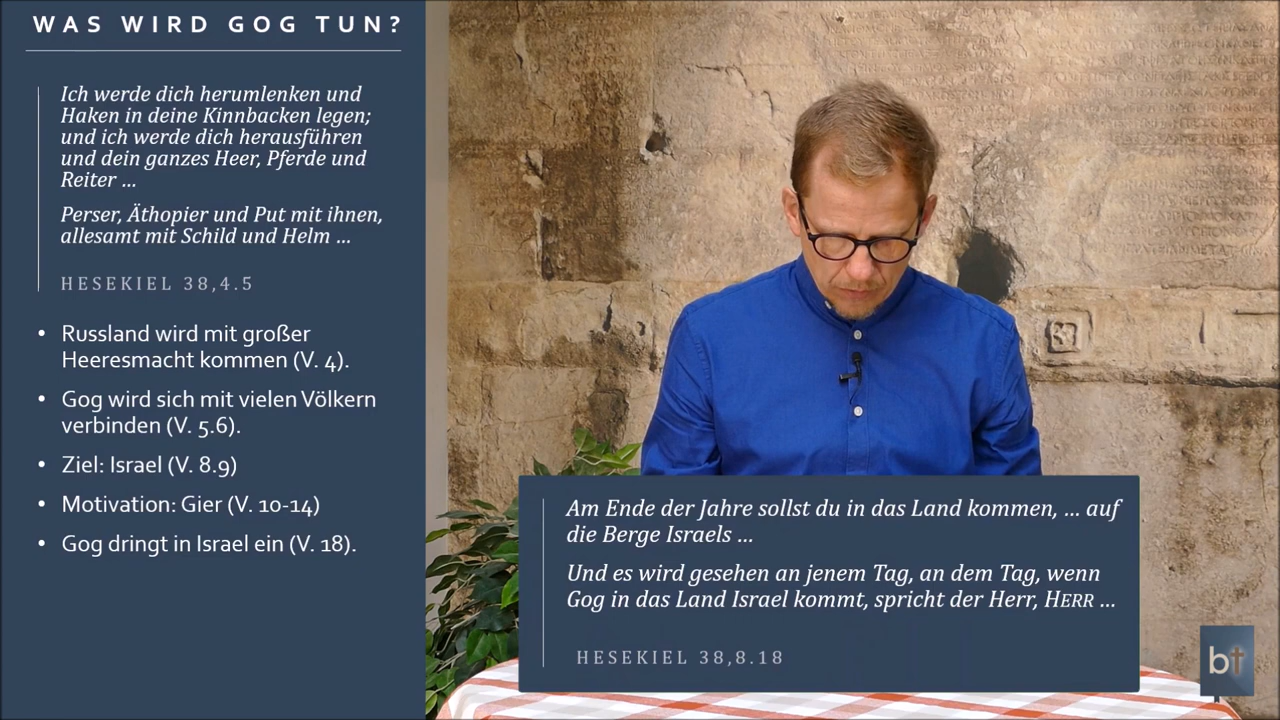 WAS WIRD GOG TUN?
Ich werde dich herumlenken und
Haken in deine Kinnbacken legen;
und ich werde dich herausführen
und dein ganzes Heer, Pferde und
Reiter ...
Perser, Äthopier und Put mit ihnen,
allesamt mit Schild und Helm ...
HESEKIEL 38,4.5
• Russland wird mit großer
Heeresmacht kommen (V. 4).
• Gog wird sich mit vielen Völkern
verbinden (V. 5.6).
• Ziel: Israel (V. 8.9)
• Motivation: Gier (V. 10-14)
• Gog dringt in Israel ein (V. 18).
Am Ende der Jahre sollst du in das Land kommen, ... auf
die Berge Israels ...
Und es wird gesehen an jenem Tag, an dem Tag, wenn
Gog in das Land Israel kommt, spricht der Herr, HERR ...
HESEKIEL 38,8.18
bt